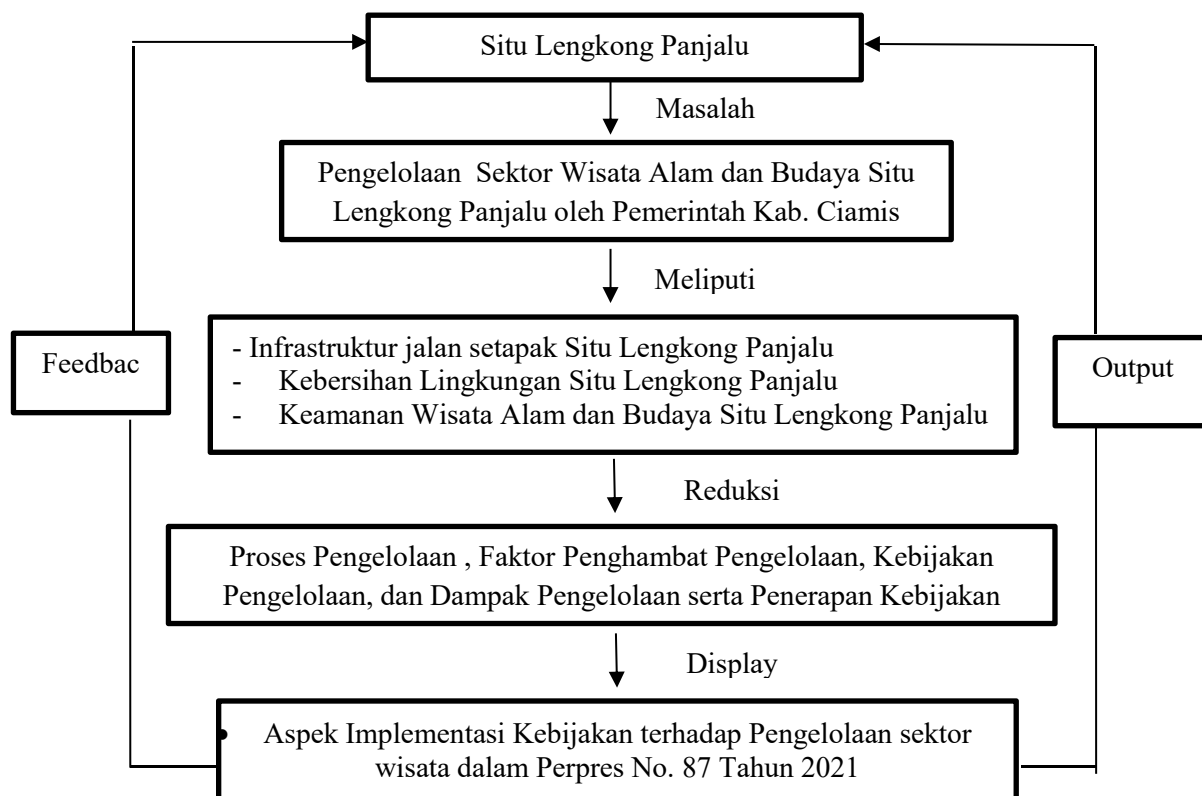 Situ Lengkong Panjalu
Masalah
Pengelolaan Sektor Wisata Alam dan Budaya Situ
Lengkong Panjalu oleh Pemerintah Kab. Ciamis
Meliputi
- Infrastruktur jalan setapak Situ Lengkong Panjalu
- Kebersihan Lingkungan Situ Lengkong Panjalu
- Keamanan Wisata Alam dan Budaya Situ Lengkong Panjalu
Feedbac
Output
Reduksi
Proses Pengelolaan , Faktor Penghambat Pengelolaan, Kebijakan
Pengelolaan, dan Dampak Pengelolaan serta Penerapan Kebijakan
Display
• Aspek Implementasi Kebijakan terhadap Pengelolaan sektor
wisata dalam Perpres No. 87 Tahun 2021